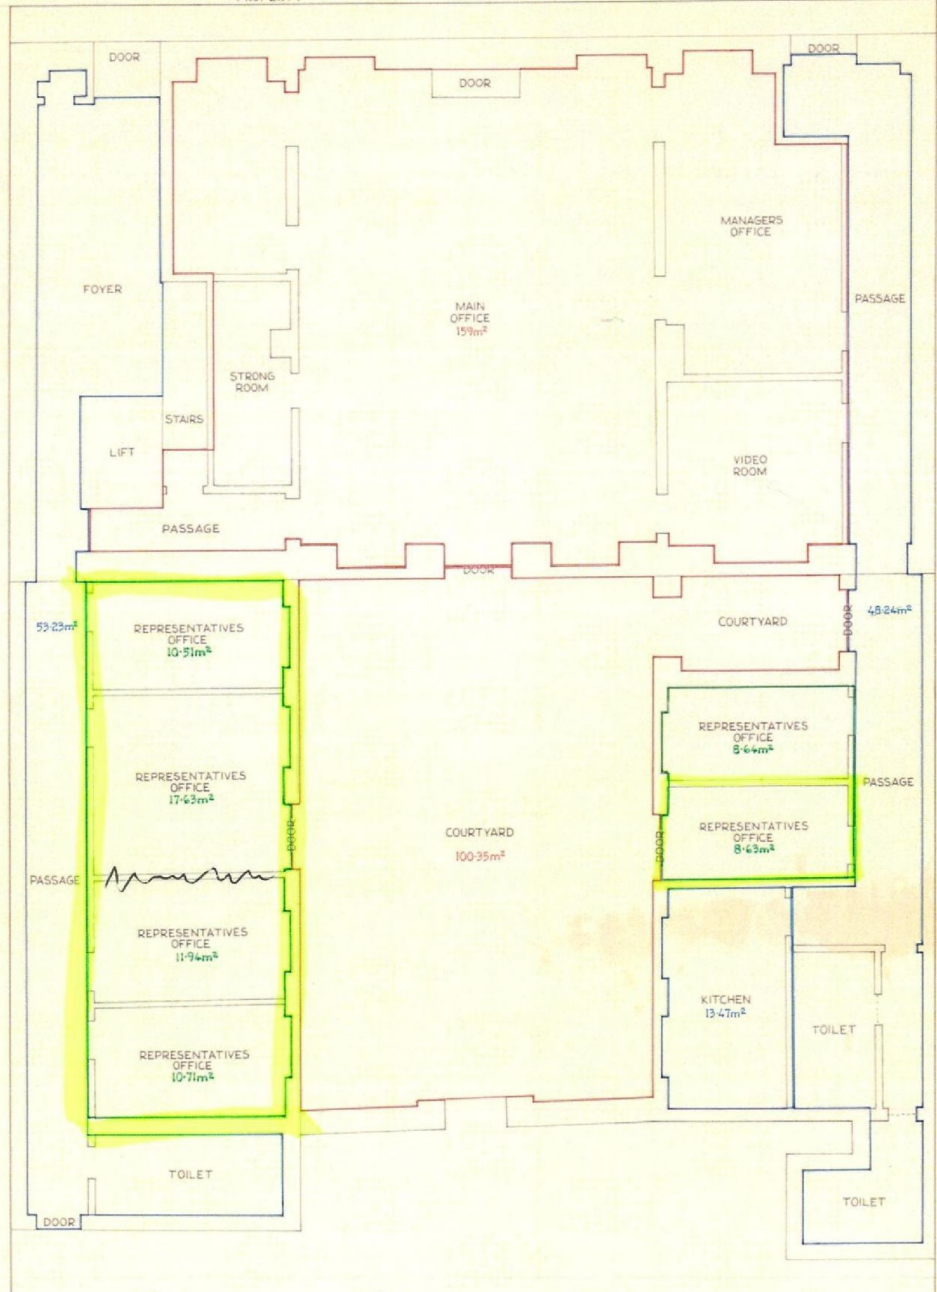 DOOR
DOOR
DOOR
MANAGERS
OFFICE
FOYER
PASSAGE
MAIN
OFFICE
159m²
STRONG
ROOM
STAIRS
LIFT
VIDEO
ROOM
PASSAGE
DOOR
53·23m²
REPRESENTATIVES
OFFICE
10·51m²
COURTYARD
DOOR
48·24m²
REPRESENTATIVES
OFFICE
8·64m²
REPRESENTATIVES
OFFICE
17·63m²
PASSAGE
DOOR
COURTYARD
100·35m²
DOOR
REPRESENTATIVES
OFFICE
8·63m²
PASSAGE
REPRESENTATIVES
OFFICE
11·94m²
KITCHEN
13·47m²
TOILET
REPRESENTATIVES
OFFICE
10·71m²
TOILET
TOILET
DOOR